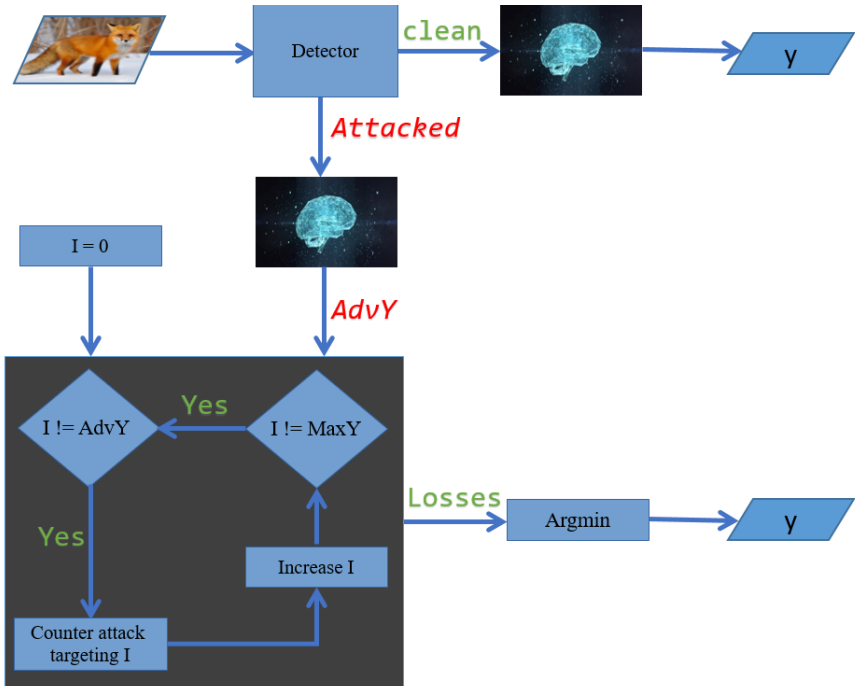 Detector
clean
y
Attacked
I = 0
AdvY
I != AdvY
Yes
I != MaxY
Yes
Losses
Argmin
y
Increase I
Counter attack
targeting I